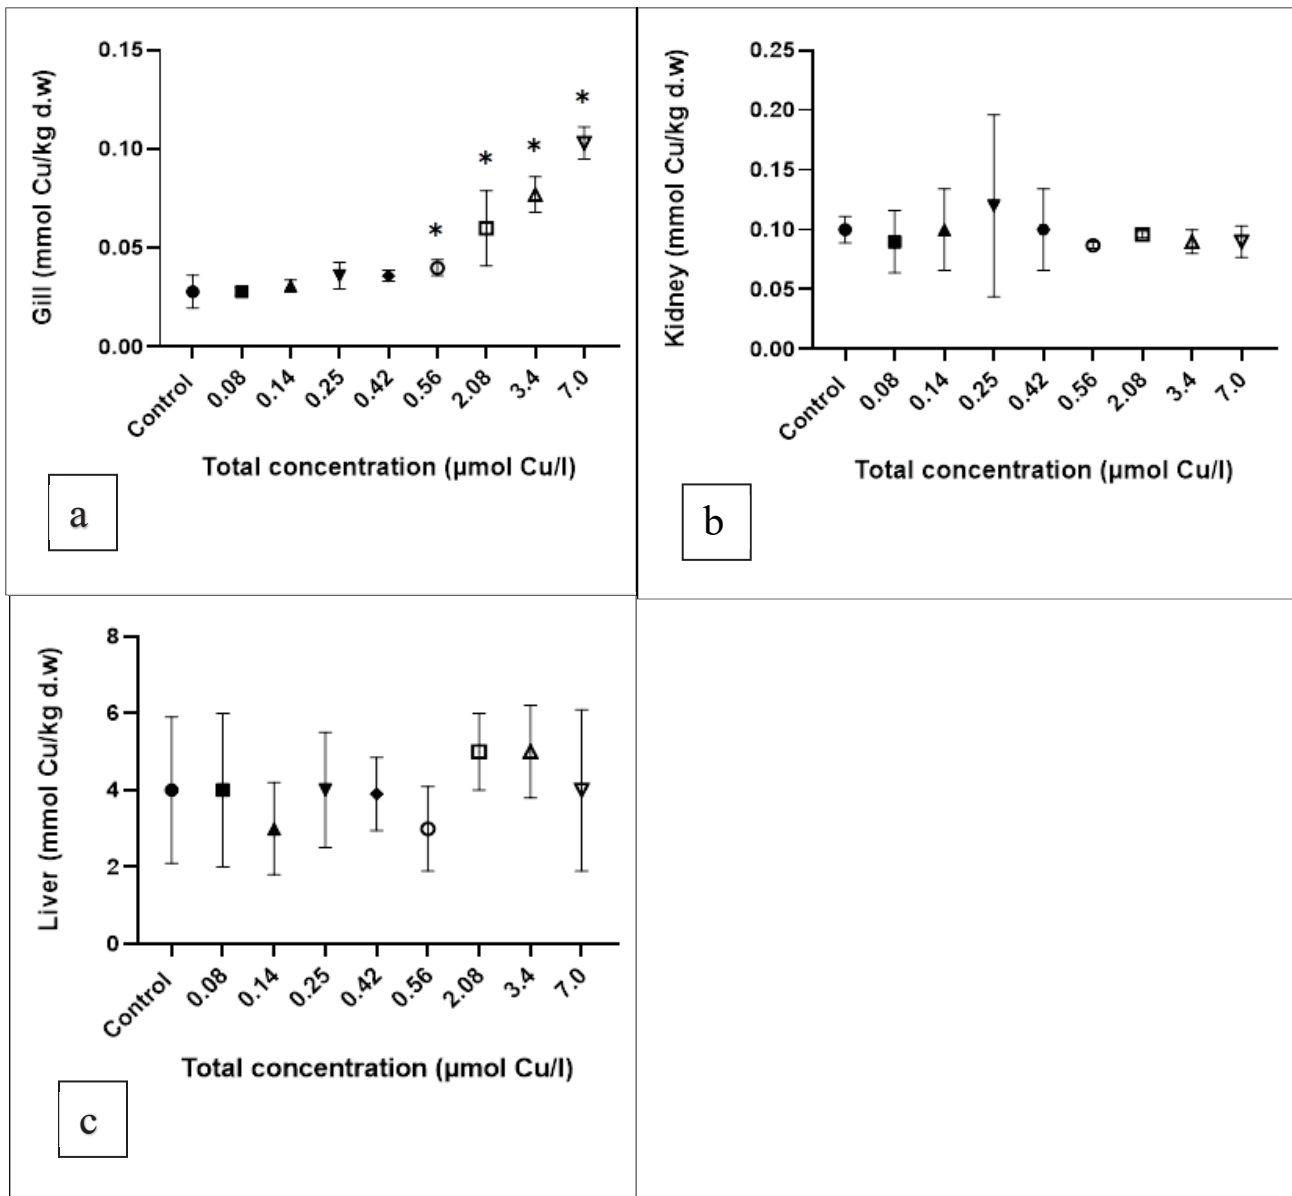 Gill (mmol Cu/kg d.w)
0.15
0.10
0.05
0.00
* * * *
Control 0.08 0.14 0.25 0.42 0.56 2.08 3.4 7.0
Total concentration (µmol Cu/l)
a
Kidney (mmol Cu/kg d.w)
0.25
0.20
0.15
0.10
0.05
0.00
Control 0.08 0.14 0.25 0.42 0.56 2.08 3.4 7.0
Total concentration (µmol Cu/l)
b
Liver (mmol Cu/kg d.w)
8
6
4
2
0
Control 0.08 0.14 0.25 0.42 0.56 2.08 3.4 7.0
Total concentration (µmol Cu/l)
c